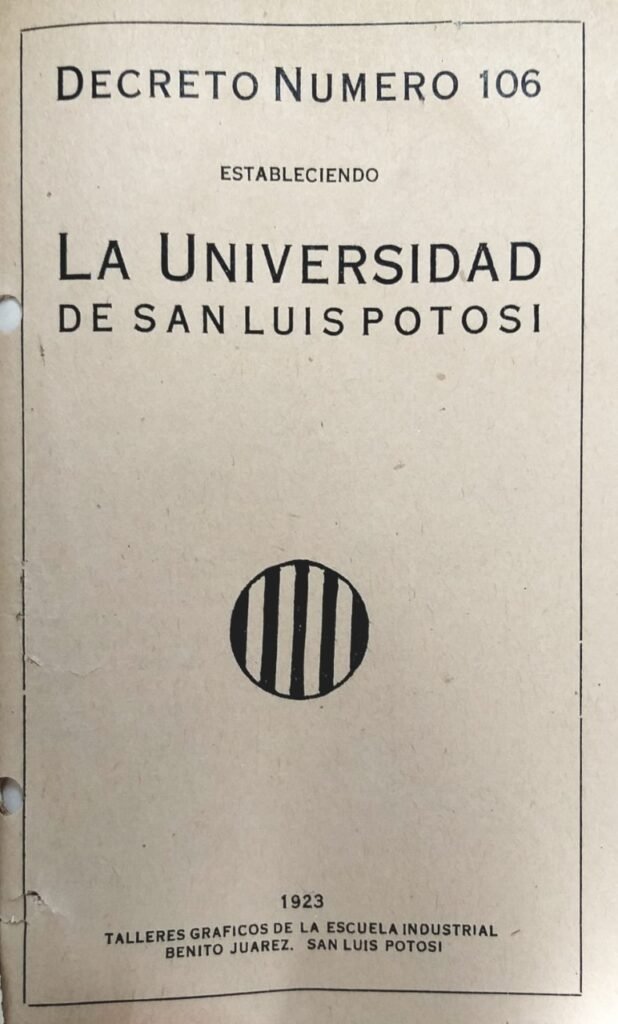 DECRETO NUMERO 106
ESTABLECIENDO
LA UNIVERSIDAD
DE SAN LUIS POTOSI
1923
TALLERES GRAFICOS DE LA ESCUELA INDUSTRIAL
BENITO JUAREZ. SAN LUIS POTOSI